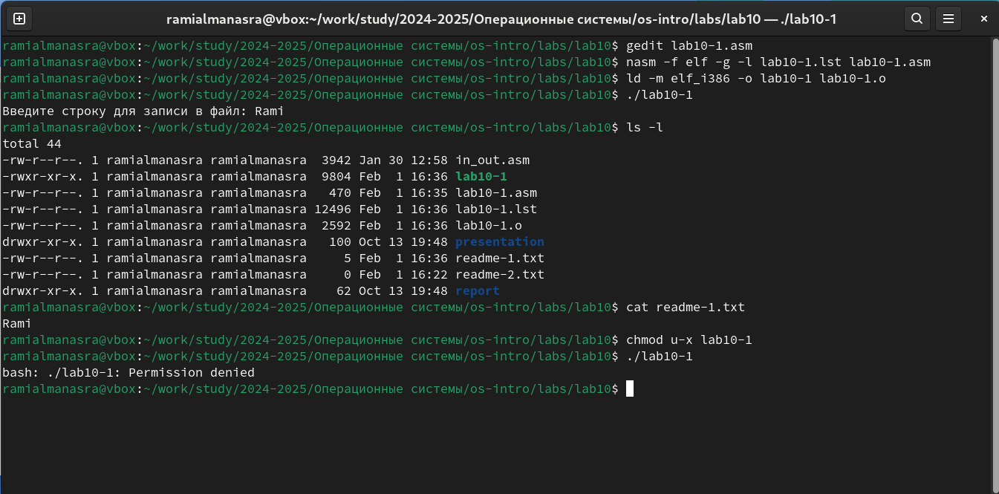 ramialmanasra@vbox:~/work/study/2024-2025/Операционные системы/os-intro/labs/lab10 — ./lab10-1
ramialmanasra@vbox:~/work/study/2024-2025/Операционные системы/os-intro/labs/lab10$ gedit lab10-1.asm
ramialmanasra@vbox:~/work/study/2024-2025/Операционные системы/os-intro/labs/lab10$ nasm -f elf -g -l lab10-1.lst lab10-1.asm
ramialmanasra@vbox:~/work/study/2024-2025/Операционные системы/os-intro/labs/lab10$ ld -m elf_i386 -o lab10-1 lab10-1.o
ramialmanasra@vbox:~/work/study/2024-2025/Операционные системы/os-intro/labs/lab10$ ./lab10-1
Введите строку для записи в файл: Rami
ramialmanasra@vbox:~/work/study/2024-2025/Операционные системы/os-intro/labs/lab10$ ls -l
total 44
-rw-r--r--. 1 ramialmanasra ramialmanasra  3942 Jan 30 12:58 in_out.asm
-rwxr-xr-x. 1 ramialmanasra ramialmanasra  9804 Feb  1 16:36 lab10-1
-rw-r--r--. 1 ramialmanasra ramialmanasra   470 Feb  1 16:35 lab10-1.asm
-rw-r--r--. 1 ramialmanasra ramialmanasra 12496 Feb  1 16:36 lab10-1.lst
-rw-r--r--. 1 ramialmanasra ramialmanasra  2592 Feb  1 16:36 lab10-1.o
drwxr-xr-x. 1 ramialmanasra ramialmanasra   100 Oct 13 19:48 presentation
-rw-r--r--. 1 ramialmanasra ramialmanasra     5 Feb  1 16:36 readme-1.txt
-rw-r--r--. 1 ramialmanasra ramialmanasra     0 Feb  1 16:22 readme-2.txt
drwxr-xr-x. 1 ramialmanasra ramialmanasra    62 Oct 13 19:48 report
ramialmanasra@vbox:~/work/study/2024-2025/Операционные системы/os-intro/labs/lab10$ cat readme-1.txt
Rami
ramialmanasra@vbox:~/work/study/2024-2025/Операционные системы/os-intro/labs/lab10$ chmod u-x lab10-1
ramialmanasra@vbox:~/work/study/2024-2025/Операционные системы/os-intro/labs/lab10$ ./lab10-1
bash: ./lab10-1: Permission denied
ramialmanasra@vbox:~/work/study/2024-2025/Операционные системы/os-intro/labs/lab10$